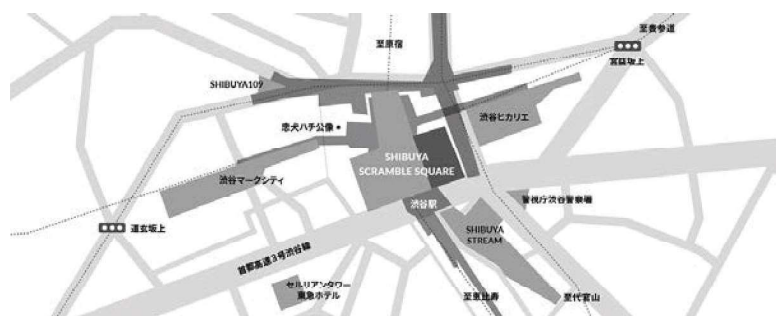 至原宿
至青参道
宮益坂上
SHIBUYA109
渋谷ヒカリエ
忠犬ハチ公像
SHIBUYA
SCRAMBLE SQUARE
渋谷マークシティ
渋谷駅
警視庁渋谷警察署
道玄坂上
SHIBUYA
STREAM
首都高速3号渋谷線
セルリアンタワー
東急ホテル
至恵比寿
至代官山